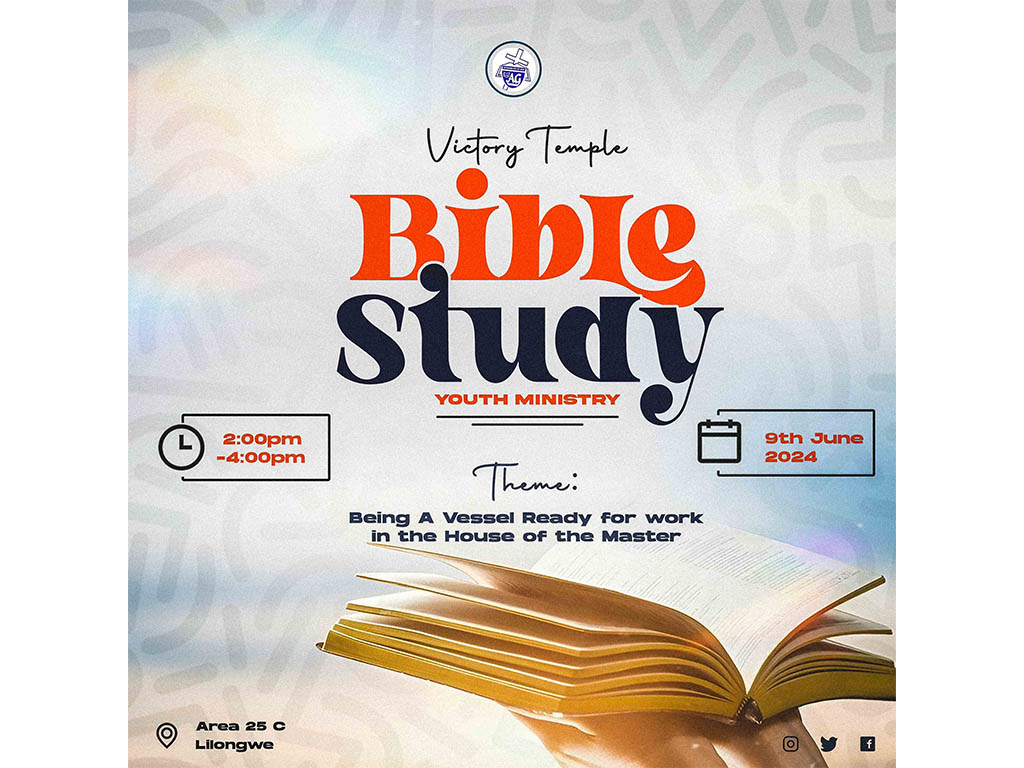 AG
Victory Temple
Bible
Study
YOUTH MINISTRY
2:00pm
-4:00pm
9th June
2024
Theme:
Being A Vessel Ready for work
in the House of the Master
Area 25 C
Lilongwe